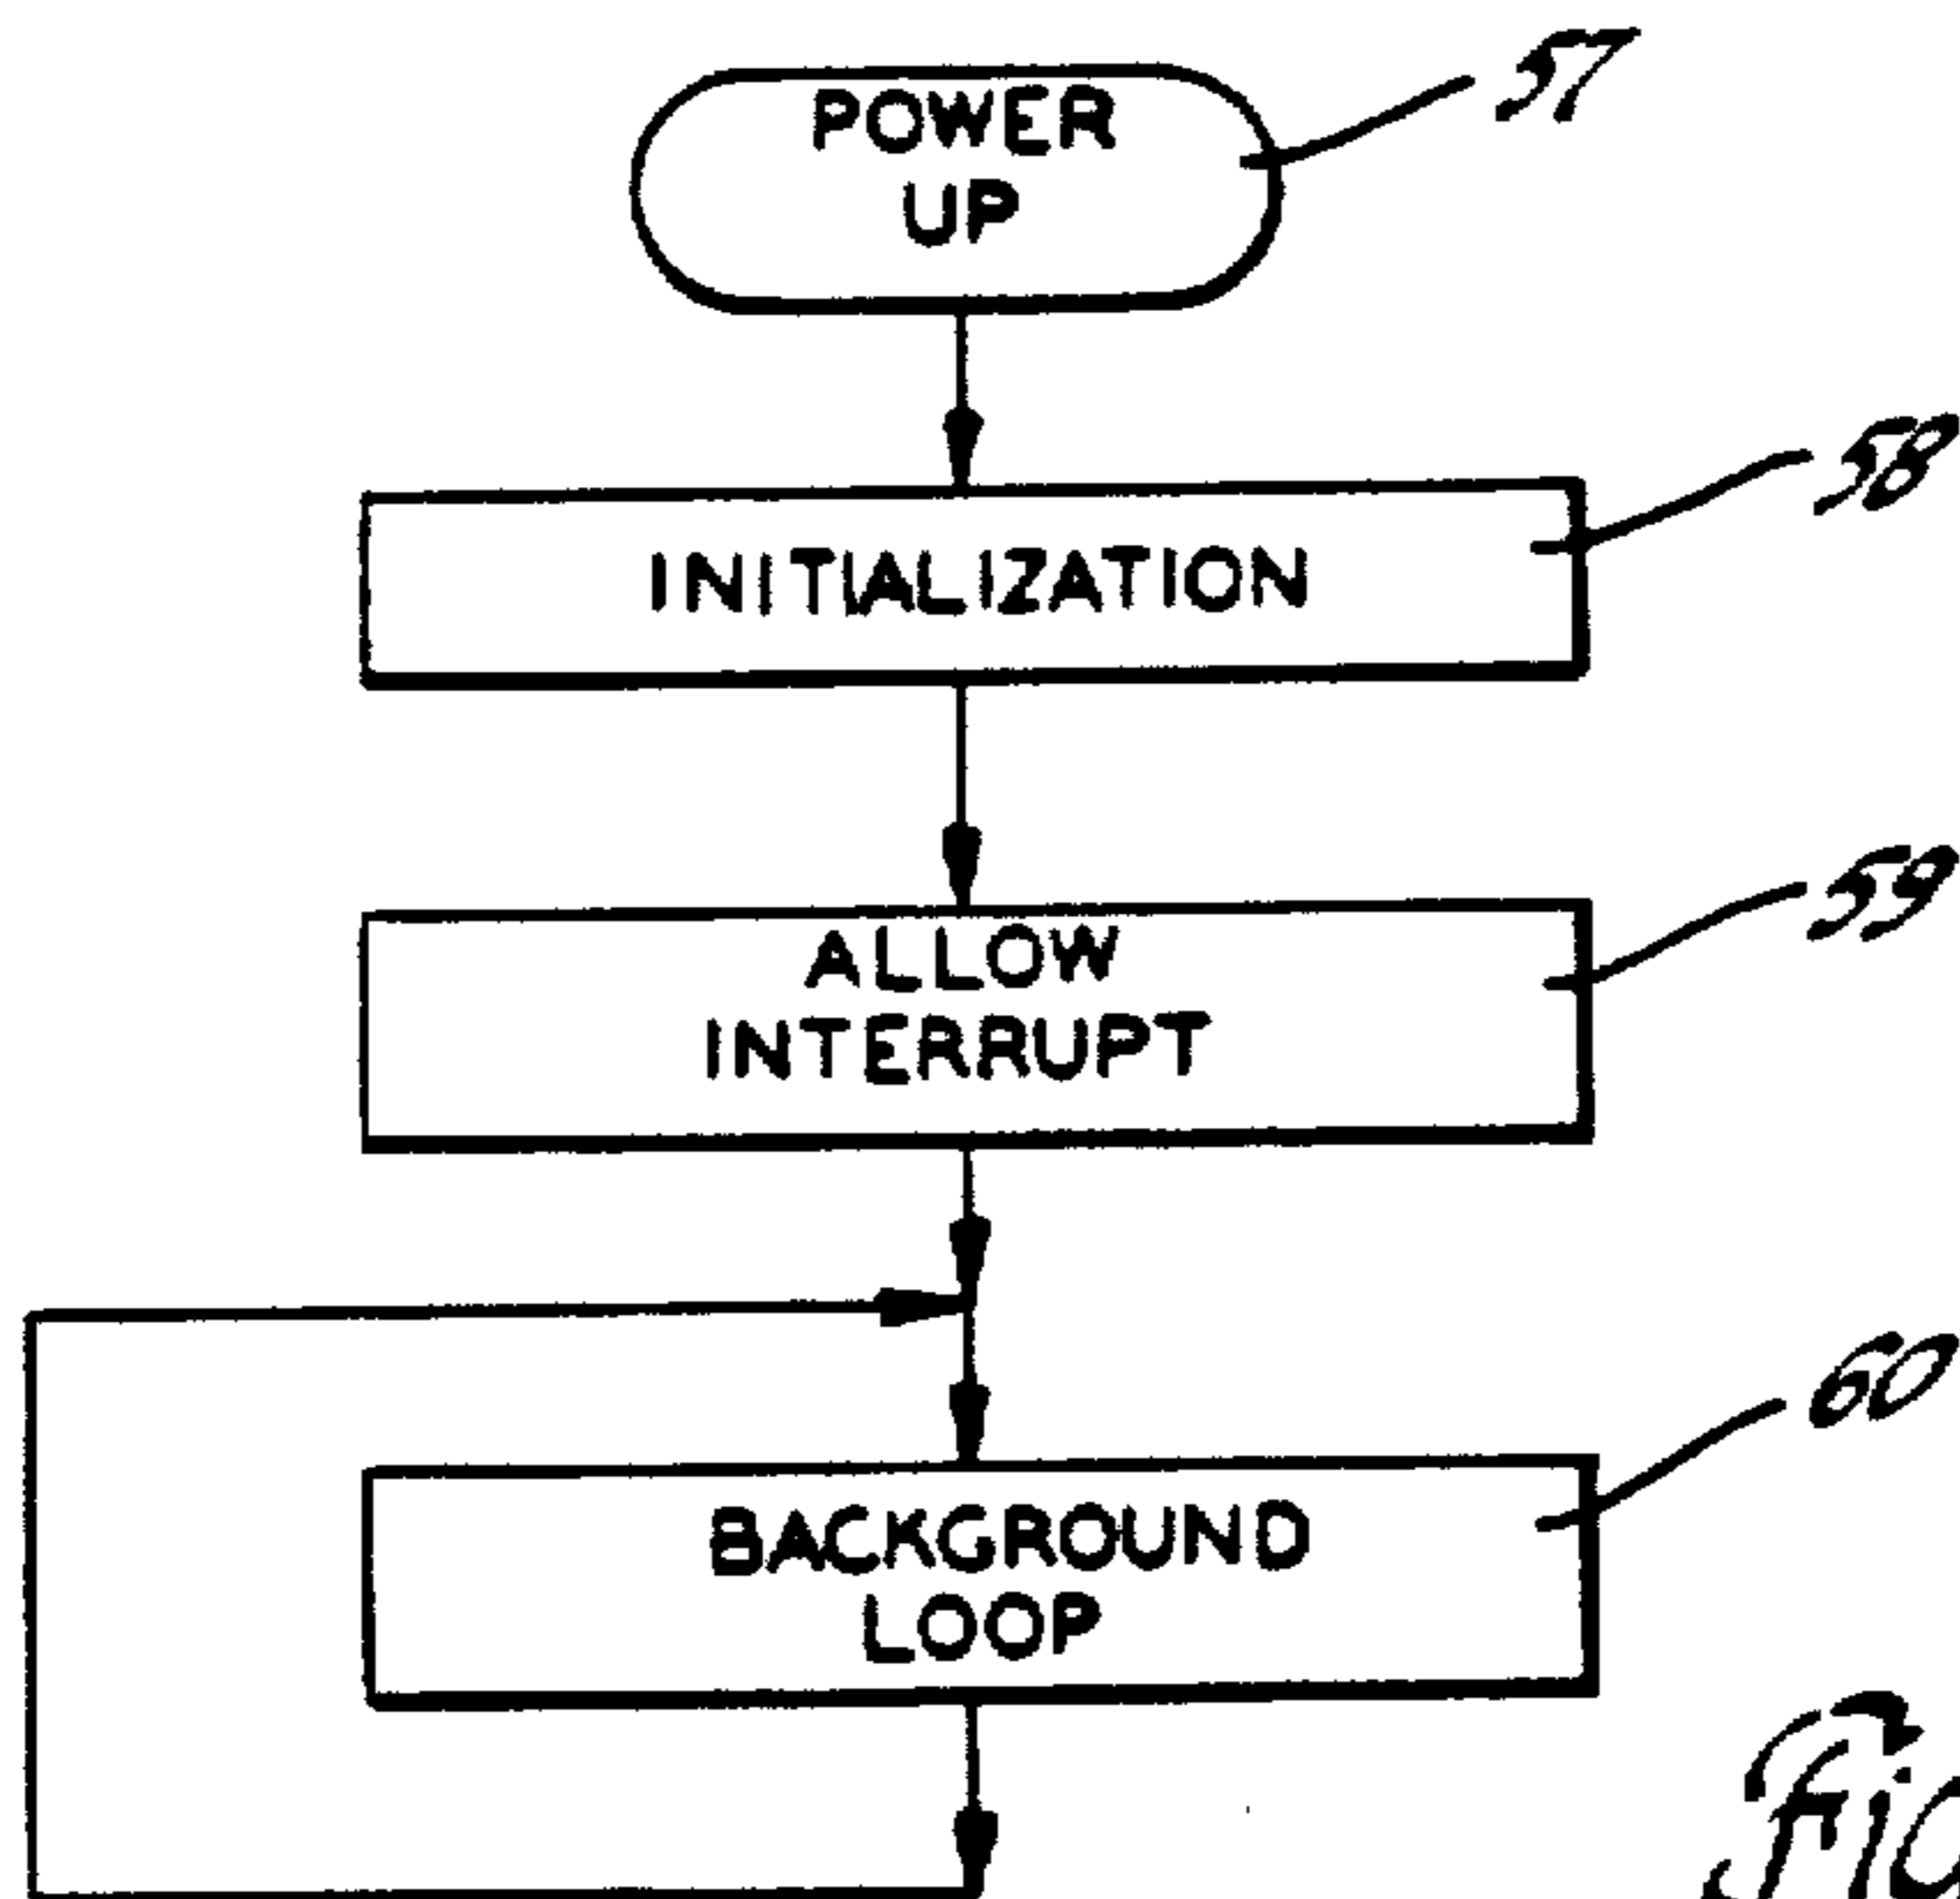 POWER
UP
57
INITIALIZATION
58
ALLOW
INTERRUPT
59
BACKGROUND
LOOP
60